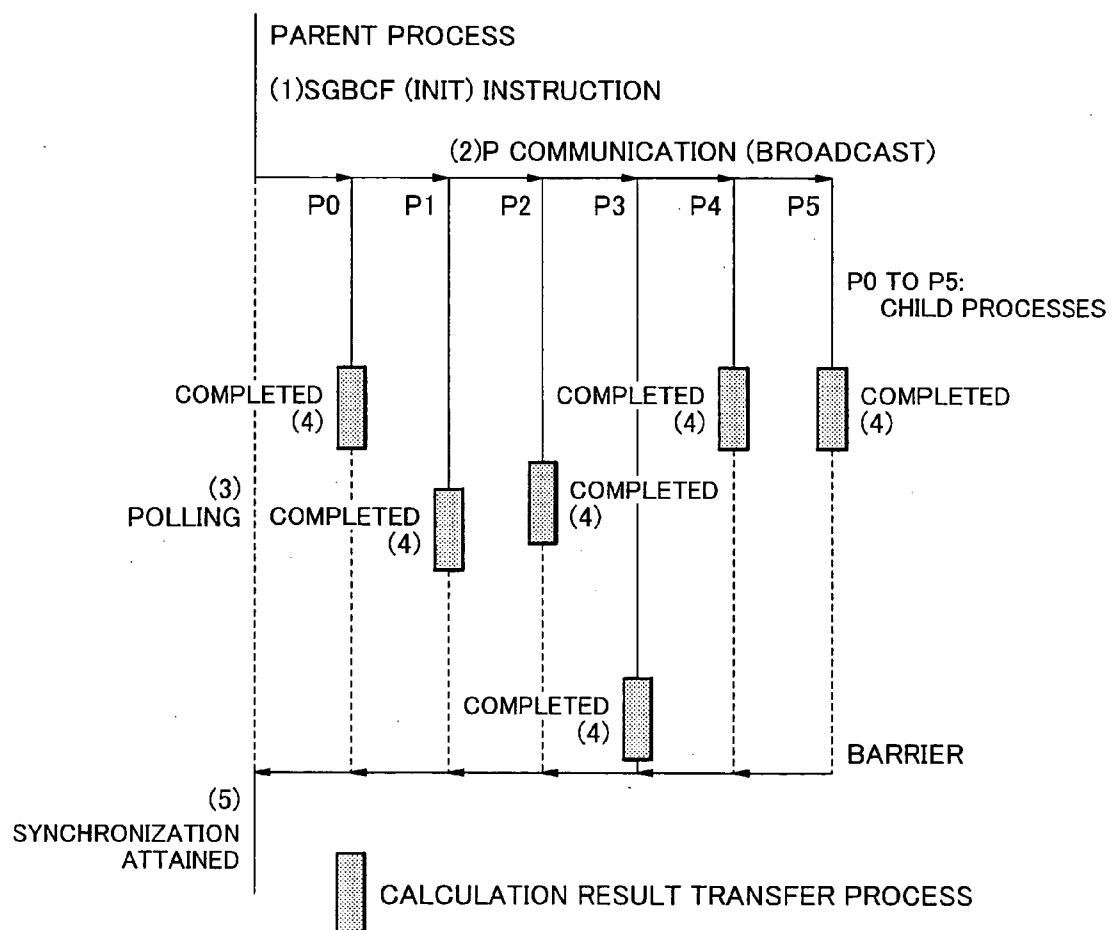 PARENT PROCESS
(1)SGBCF (INIT) INSTRUCTION
(2)P COMMUNICATION (BROADCAST)
P0
P1
P2
P3
P4
P5
P0 TO P5:
CHILD PROCESSES
COMPLETED
(4)
COMPLETED
(4)
COMPLETED
(4)
(3)
POLLING
COMPLETED
(4)
COMPLETED
(4)
COMPLETED
(4)
BARRIER
(5)
SYNCHRONIZATION
ATTAINED
CALCULATION RESULT TRANSFER PROCESS